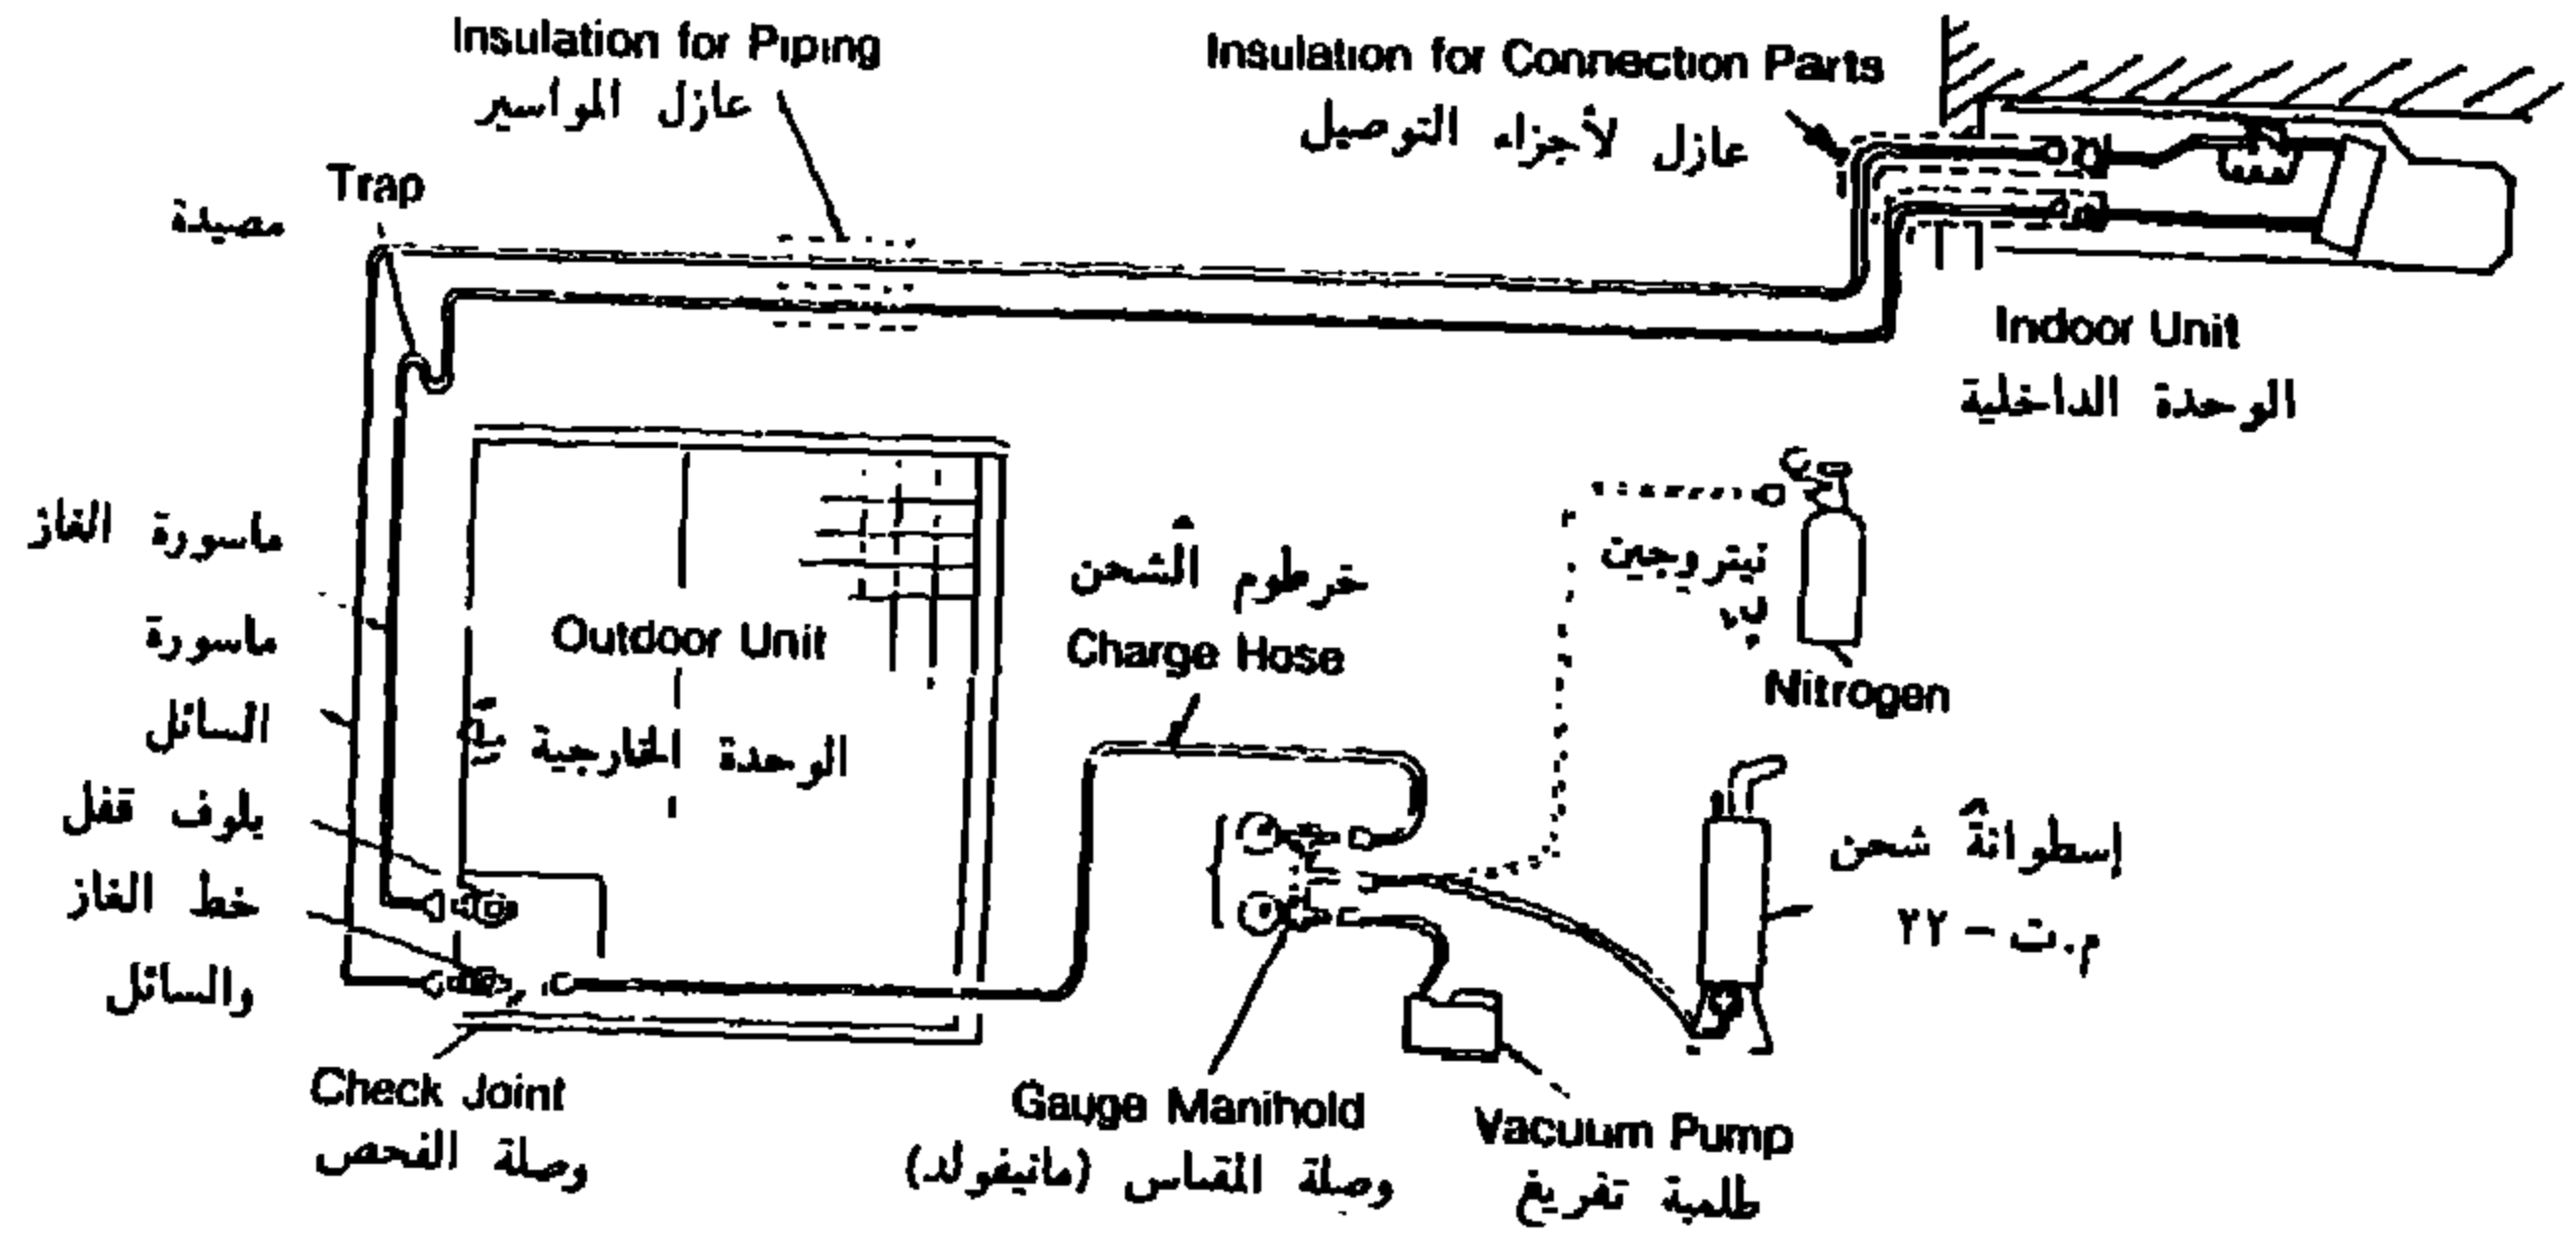 Insulation for Piping
عازل المواسير
Insulation for Connection Parts
عازل لأجزاء التوصيل
Trap
مصيدة
Indoor Unit
الوحدة الداخلية
ماسورة الغاز
ماسورة
السائل
بلوف قفل
خط الغاز
والسائل
Outdoor Unit
الوحدة الخارجية
خرطوم الشحن
Charge Hose
نيتروجين
Nitrogen
إسطوانة شحن
م.ت - ٢٢
Check Joint
وصلة الفحص
Gauge Manihold
وصلة المقياس (مانيفولد)
Vacuum Pump
طلمبة تفريغ